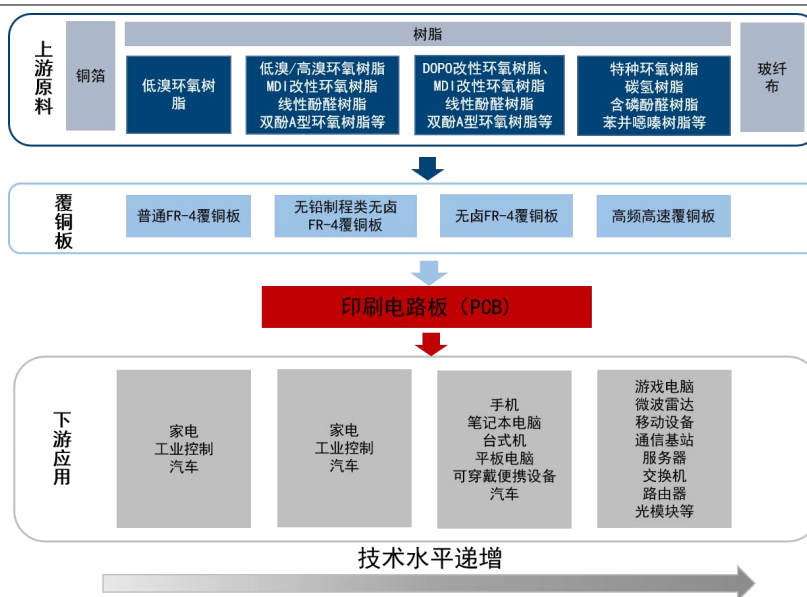 上游原料
铜箔
树脂
低溴环氧树
脂
低溴/高溴环氧树脂
MDI改性环氧树脂
线性酚醛树脂
双酚A型环氧树脂等
DOPO改性环氧树脂、
MDI改性环氧树脂
线性酚醛树脂
双酚A型环氧树脂等
特种环氧树脂
碳氢树脂
含磷酚醛树脂
苯并噁嗪树脂等
玻纤
布
覆铜板
普通FR-4覆铜板
无铅制程类无卤
FR-4覆铜板
无卤FR-4覆铜板
高频高速覆铜板
印刷电路板（PCB）
下游应用
家电
工业控制
汽车
家电
工业控制
汽车
手机
笔记本电脑
台式机
平板电脑
可穿戴便携设备
汽车
游戏电脑
微波雷达
移动设备
通信基站
服务器
交换机
路由器
光模块等
技术水平递增